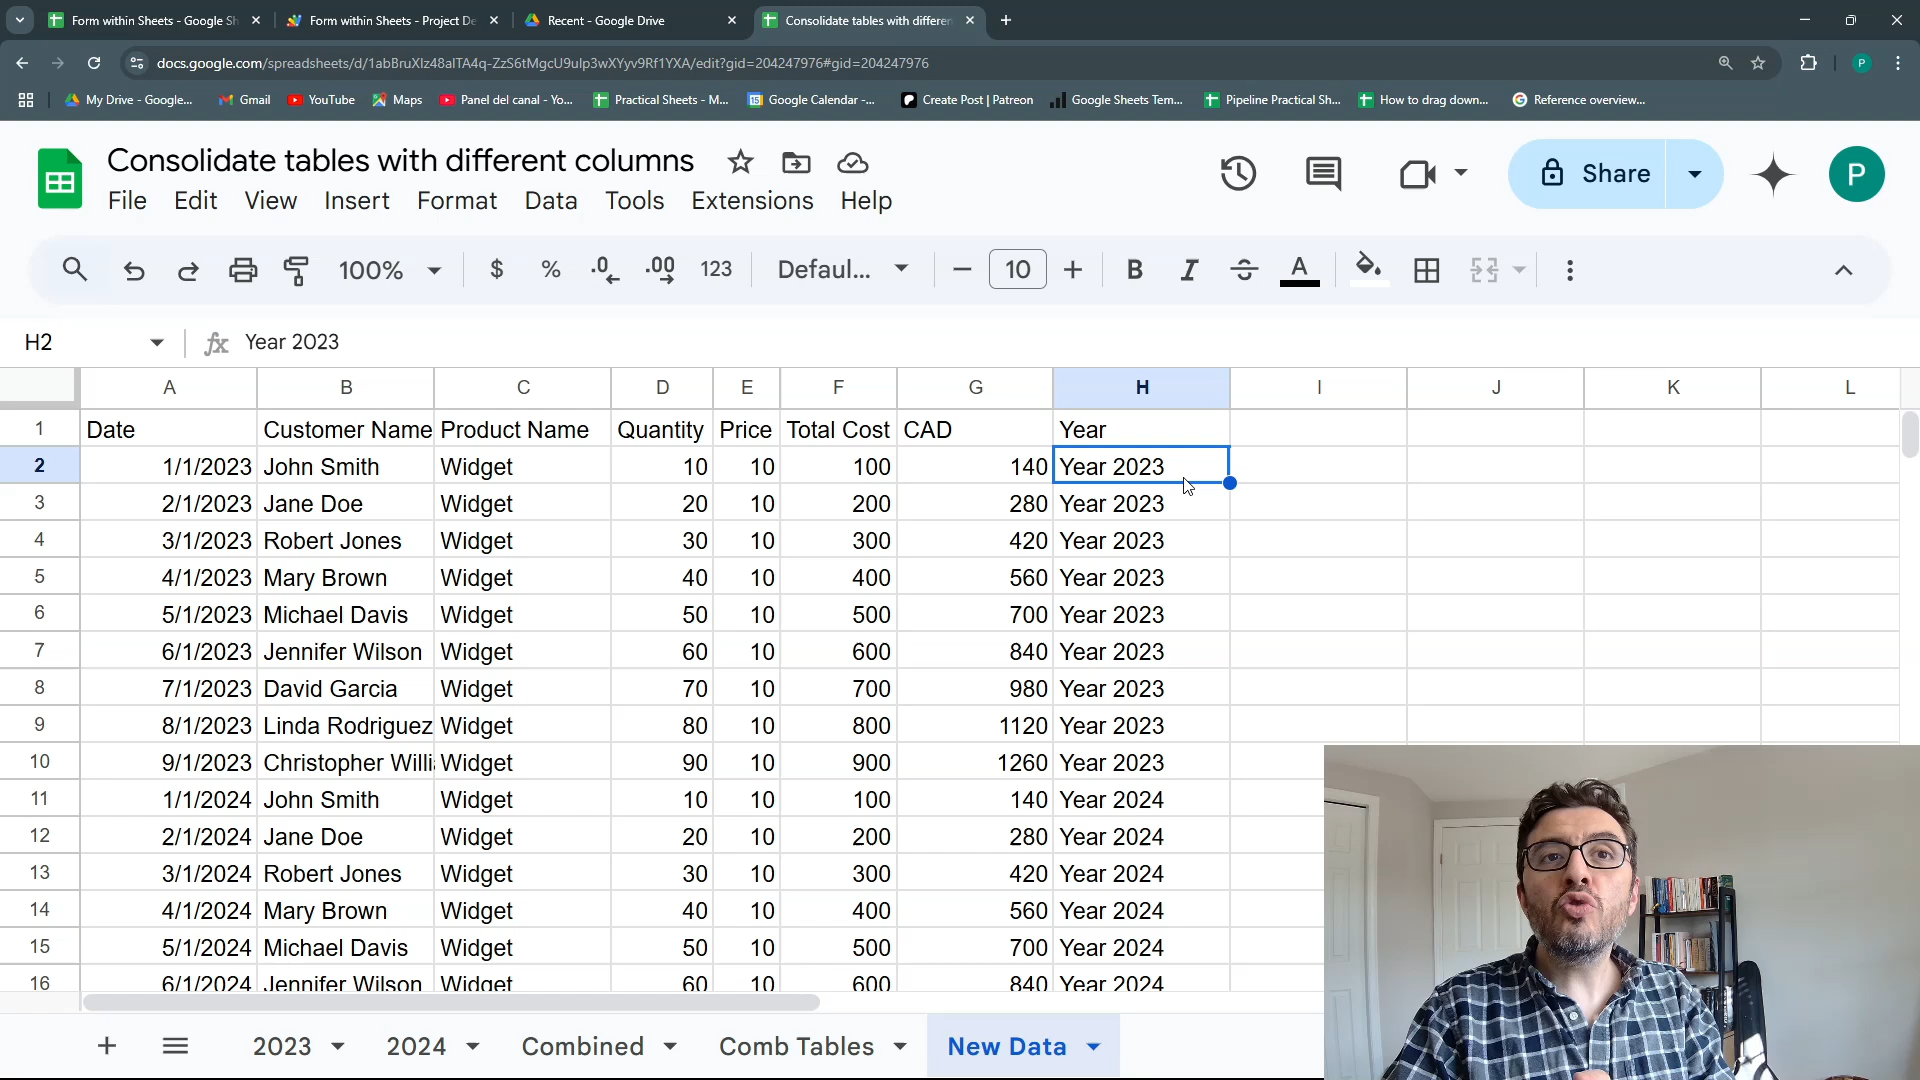 Form within Sheets - Google Sh
Form within Sheets - Project De
Recent - Google Drive
Consolidate tables with differen
docs.google.com/spreadsheets/d/1abBruXIz48aITA4q-ZzS6tMgcU9ulp3wXYyv9Rf1YXA/edit?gid=204247976#gid=204247976
P
My Drive - Google...
Gmail
YouTube
Maps
Panel del canal - Yo...
Practical Sheets - M...
Google Calendar -...
Create Post | Patreon
Google Sheets Tem...
Pipeline Practical Sh...
How to drag down...
Reference overview...
Consolidate tables with different columns
File Edit View Insert Format Data Tools Extensions Help
Share
P
100% $ % .0 .00 123 Defaul... 10 B I S A
H2 fx Year 2023
A B C D E F G H I J K L
1 Date Customer Name Product Name Quantity Price Total Cost CAD Year
2 1/1/2023 John Smith Widget 10 10 100 140 Year 2023
3 2/1/2023 Jane Doe Widget 20 10 200 280 Year 2023
4 3/1/2023 Robert Jones Widget 30 10 300 420 Year 2023
5 4/1/2023 Mary Brown Widget 40 10 400 560 Year 2023
6 5/1/2023 Michael Davis Widget 50 10 500 700 Year 2023
7 6/1/2023 Jennifer Wilson Widget 60 10 600 840 Year 2023
8 7/1/2023 David Garcia Widget 70 10 700 980 Year 2023
9 8/1/2023 Linda Rodriguez Widget 80 10 800 1120 Year 2023
10 9/1/2023 Christopher Willi Widget 90 10 900 1260 Year 2023
11 1/1/2024 John Smith Widget 10 10 100 140 Year 2024
12 2/1/2024 Jane Doe Widget 20 10 200 280 Year 2024
13 3/1/2024 Robert Jones Widget 30 10 300 420 Year 2024
14 4/1/2024 Mary Brown Widget 40 10 400 560 Year 2024
15 5/1/2024 Michael Davis Widget 50 10 500 700 Year 2024
16 6/1/2024 Jennifer Wilson Widget 60 10 600 840 Year 2024
2023 2024 Combined Comb Tables New Data